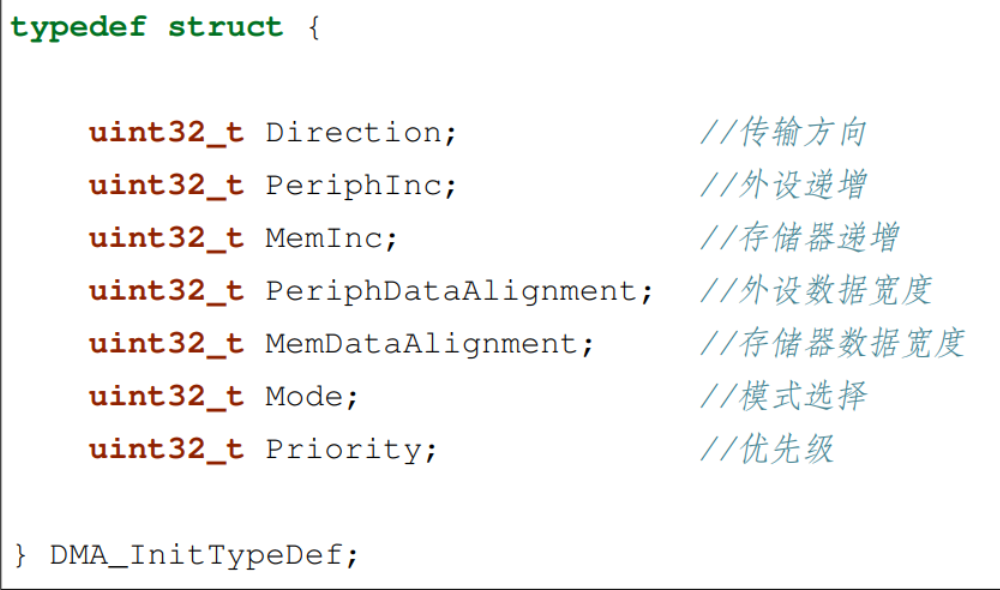 typedef struct {
uint32_t Direction; //传输方向
uint32_t PeriphInc; //外设递增
uint32_t MemInc; //存储器递增
uint32_t PeriphDataAlignment; //外设数据宽度
uint32_t MemDataAlignment; //存储器数据宽度
uint32_t Mode; //模式选择
uint32_t Priority; //优先级
} DMA_InitTypeDef;